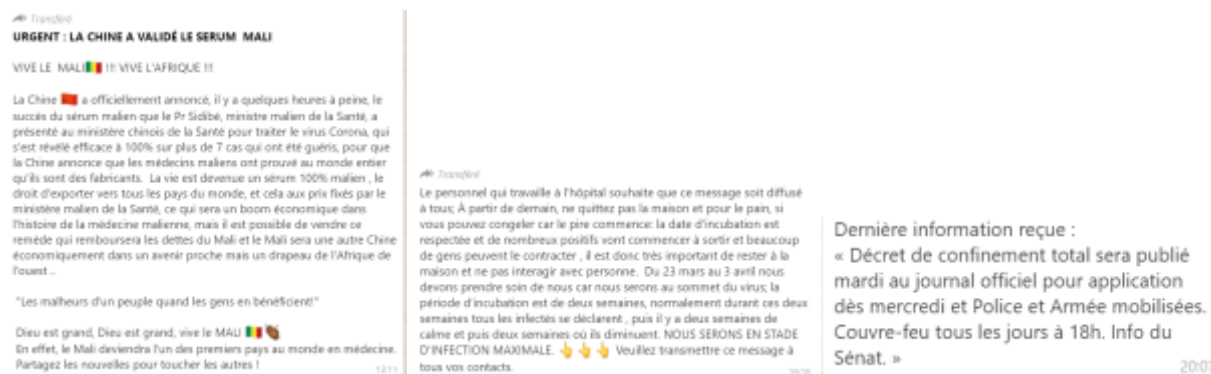 Transféré
URGENT : LA CHINE A VALIDÉ LE SERUM MALI
VIVE LE MALI🇲🇱 !!! VIVE L'AFRIQUE !!!
La Chine 🇨🇳 a officiellement annoncé, il y a quelques heures à peine, le
succès du sérum malien que le Pr Sidibé, ministre malien de la Santé, a
présenté au ministère chinois de la Santé pour traiter le virus Corona, qui
s'est révélé efficace à 100% sur plus de 7 cas qui ont été guéris, pour que
la Chine annonce que les médecins maliens ont prouvé au monde entier
qu'ils sont des fabricants. La vie est devenue un sérum 100% malien , le
droit d'exporter vers tous les pays du monde, et cela aux prix fixés par le
ministère malien de la Santé, ce qui sera un boom économique dans
l'histoire de la médecine malienne, mais il est possible de vendre ce
remède qui remboursera les dettes du Mali et le Mali sera une autre Chine
économiquement dans un avenir proche mais un drapeau de l'Afrique de
l'ouest ..
"Les malheurs d'un peuple quand les gens en bénéficient!"
Dieu est grand, Dieu est grand, vive le MALI 🇲🇱
En effet, le Mali deviendra l'un des premiers pays au monde en médecine.
Partagez les nouvelles pour toucher les autres !
Transféré
Le personnel qui travaille à l'hôpital souhaite que ce message soit diffusé
à tous; À partir de demain, ne quittez pas la maison et pour le pain, si
vous pouvez congeler car le pire commence: la date d'incubation est
respectée et de nombreux positifs vont commencer à sortir et beaucoup
de gens peuvent le contracter , il est donc très important de rester à la
maison et ne pas interagir avec personne. Du 23 mars au 3 avril nous
devons prendre soin de nous car nous serons au sommet du virus; la
période d'incubation est de deux semaines, normalement durant ces deux
semaines tous les infectés se déclarent , puis il y a deux semaines de
calme et puis deux semaines où ils diminuent. NOUS SERONS EN STADE
D'INFECTION MAXIMALE. 👆👆👆 Veuillez transmettre ce message à
tous vos contacts.
Dernière information reçue :
« Décret de confinement total sera publié
mardi au journal officiel pour application
dès mercredi et Police et Armée mobilisées.
Couvre-feu tous les jours à 18h. Info du
Sénat. »